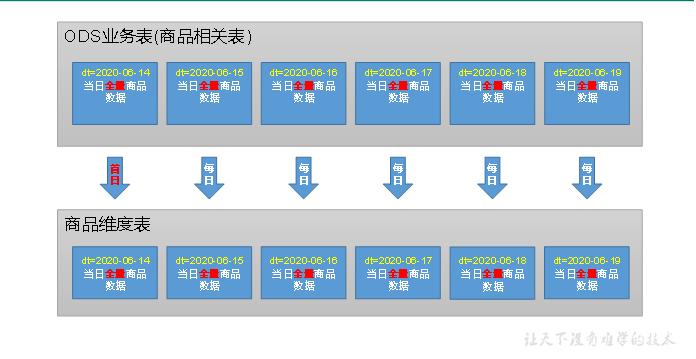 ODS业务表(商品相关表)
dt=2020-06-14
当日全量商品
数据
dt=2020-06-15
当日全量商品
数据
dt=2020-06-16
当日全量商品
数据
dt=2020-06-17
当日全量商品
数据
dt=2020-06-18
当日全量商品
数据
dt=2020-06-19
当日全量商品
数据
首日
每日
每日
每日
每日
每日
商品维度表
dt=2020-06-14
当日全量商品
数据
dt=2020-06-15
当日全量商品
数据
dt=2020-06-16
当日全量商品
数据
dt=2020-06-17
当日全量商品
数据
dt=2020-06-18
当日全量商品
数据
dt=2020-06-19
当日全量商品
数据
让天下没有难学的技术